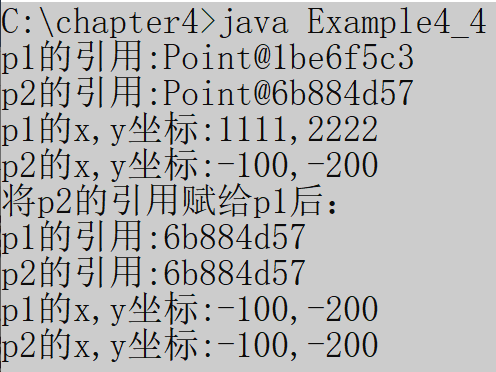 C:\chapter4>java Example4_4
p1的引用:Point@1be6f5c3
p2的引用:Point@6b884d57
p1的x,y坐标:1111,2222
p2的x,y坐标:-100,-200
将p2的引用赋给p1后：
p1的引用:6b884d57
p2的引用:6b884d57
p1的x,y坐标:-100,-200
p2的x,y坐标:-100,-200